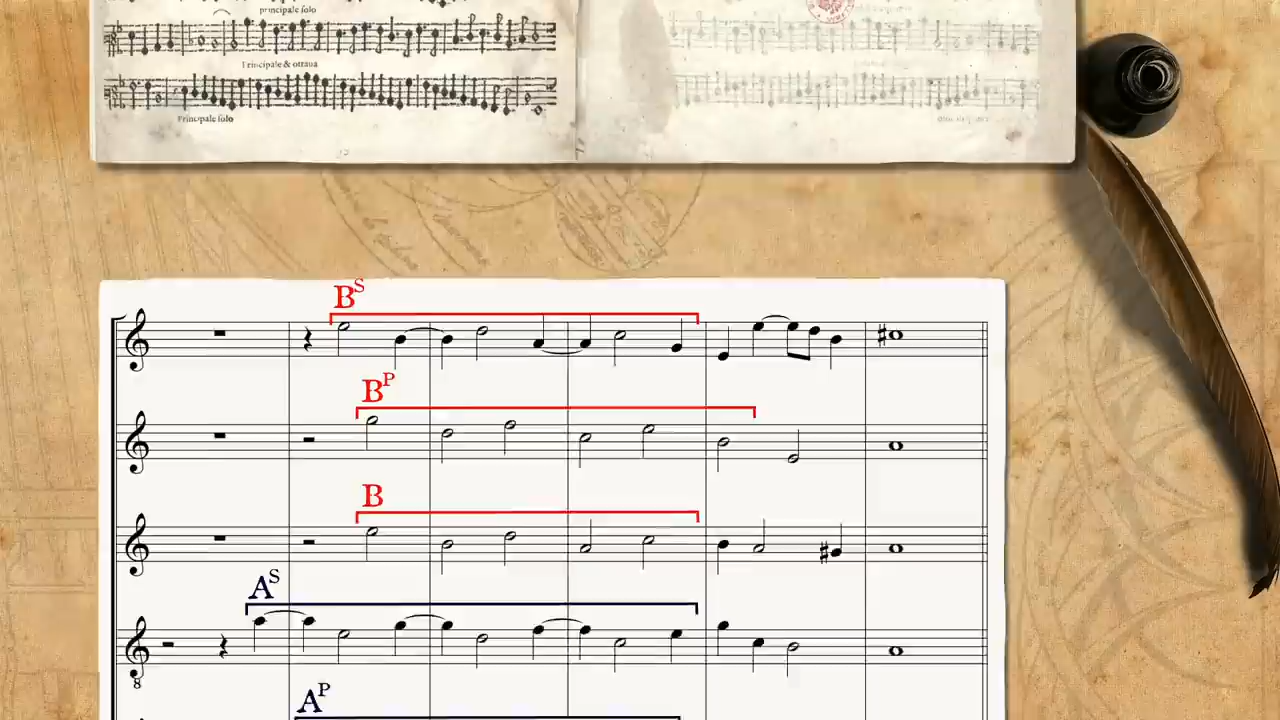 principale solo
Principale & ottaua
Principale solo
B^S
B^P
B
A^S
8
A^P